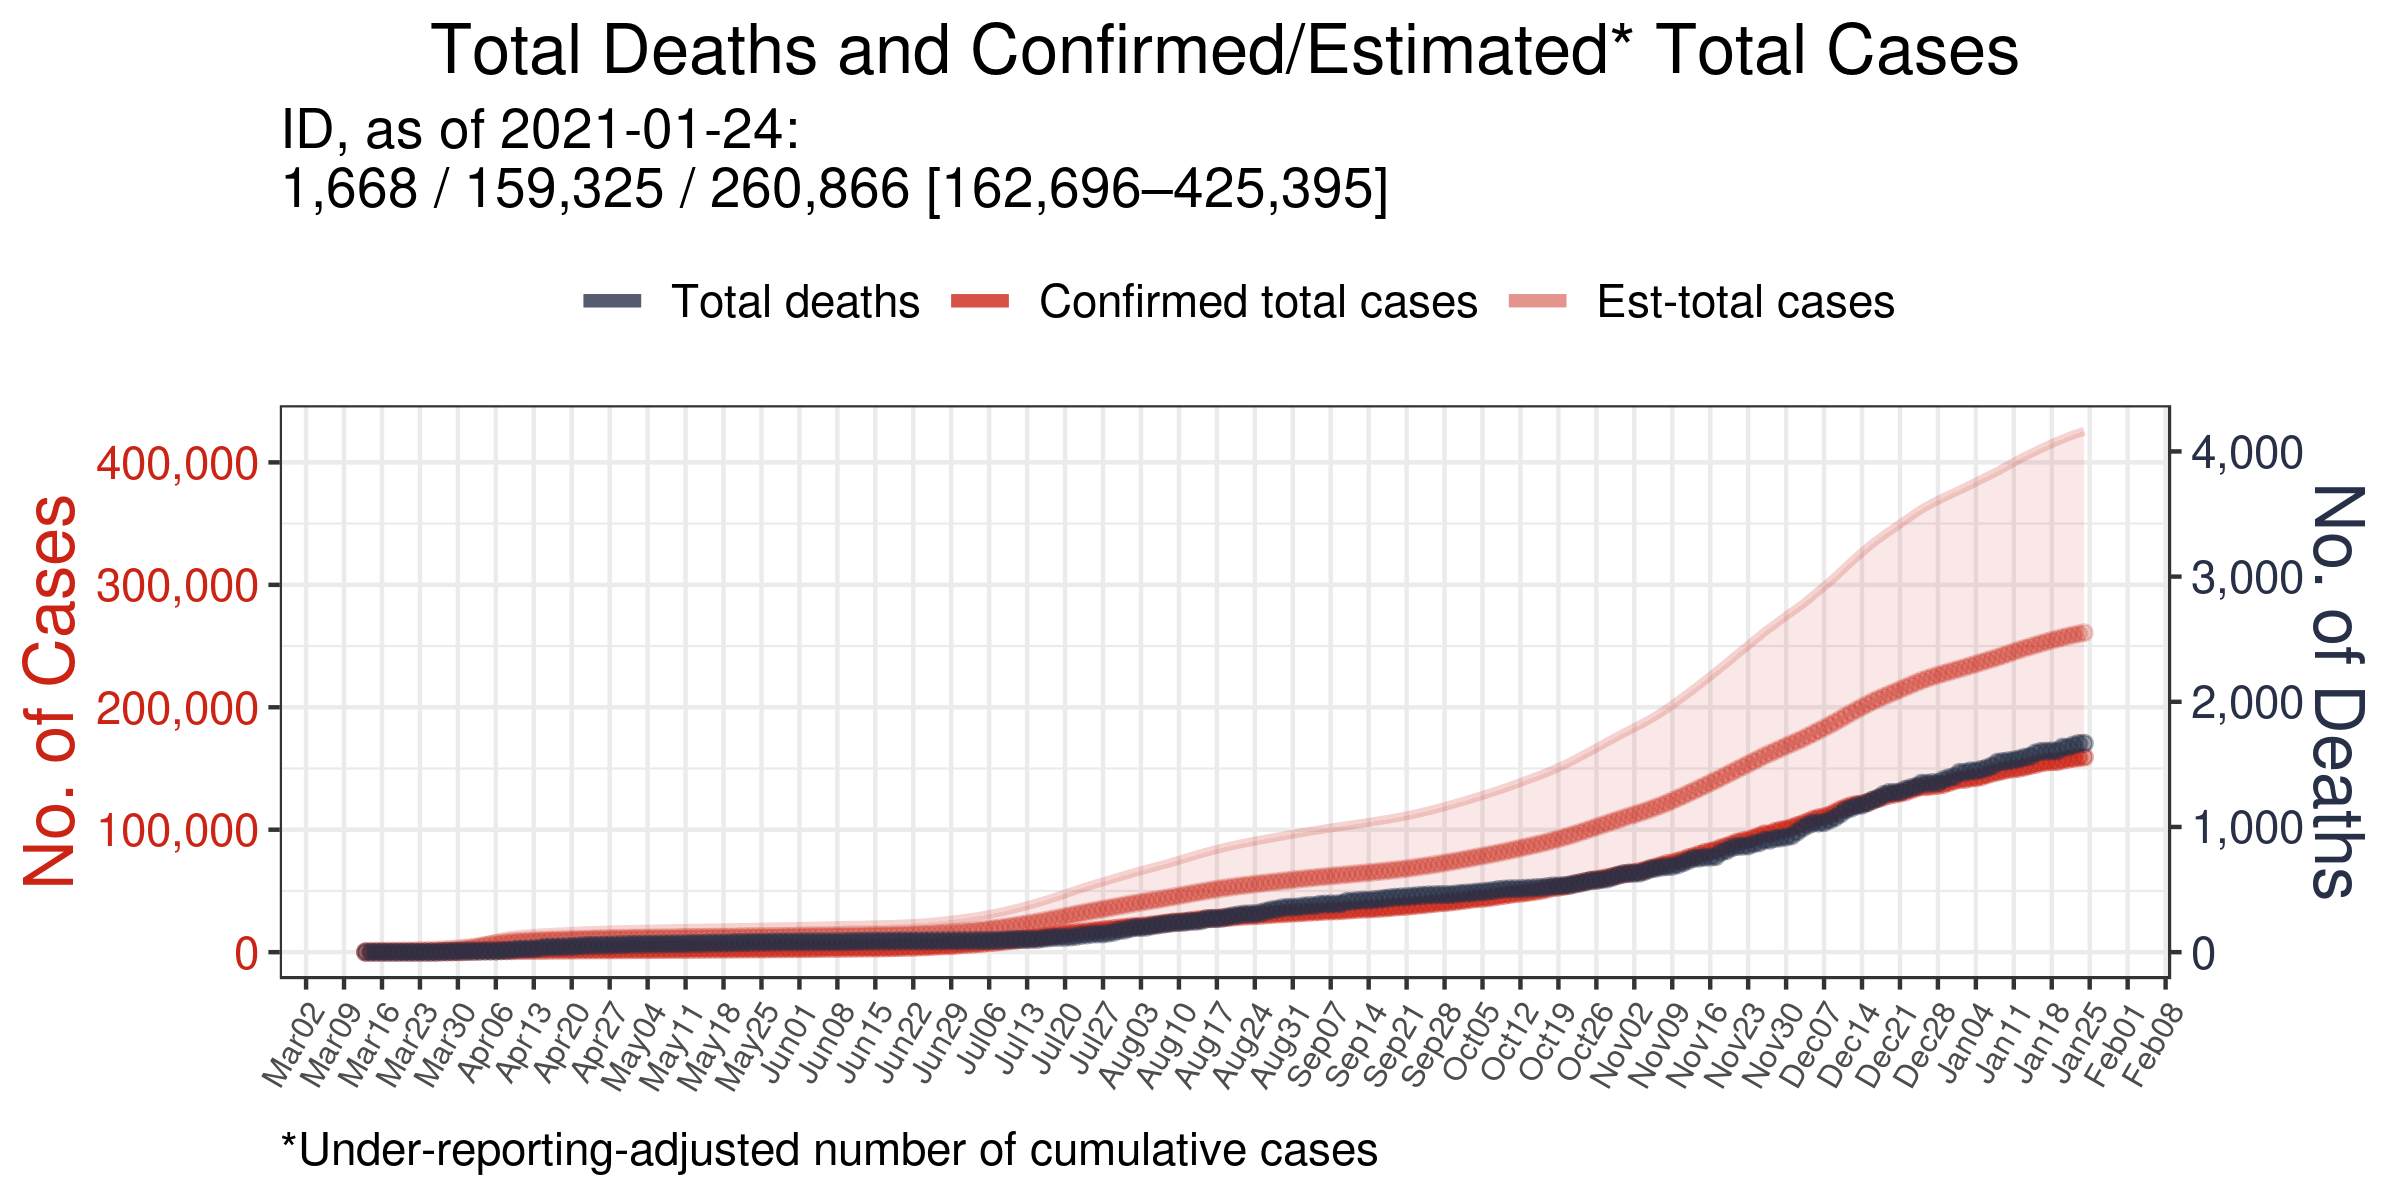 Total Deaths and Confirmed/Estimated* Total Cases
ID, as of 2021-01-24:
1,668 / 159,325 / 260,866 [162,696–425,395]
Total deaths
Confirmed total cases
Est-total cases
No. of Cases
400,000
300,000
200,000
100,000
0
4,000
3,000
2,000
1,000
0
No. of Deaths
Mar02
Mar09
Mar16
Mar23
Mar30
Apr06
Apr13
Apr20
Apr27
May04
May11
May18
May25
Jun01
Jun08
Jun15
Jun22
Jun29
Jul06
Jul13
Jul20
Jul27
Aug03
Aug10
Aug17
Aug24
Aug31
Sep07
Sep14
Sep21
Sep28
Oct05
Oct12
Oct19
Oct26
Nov02
Nov09
Nov16
Nov23
Nov30
Dec07
Dec14
Dec21
Dec28
Jan04
Jan11
Jan18
Jan25
Feb01
Feb08
*Under-reporting-adjusted number of cumulative cases